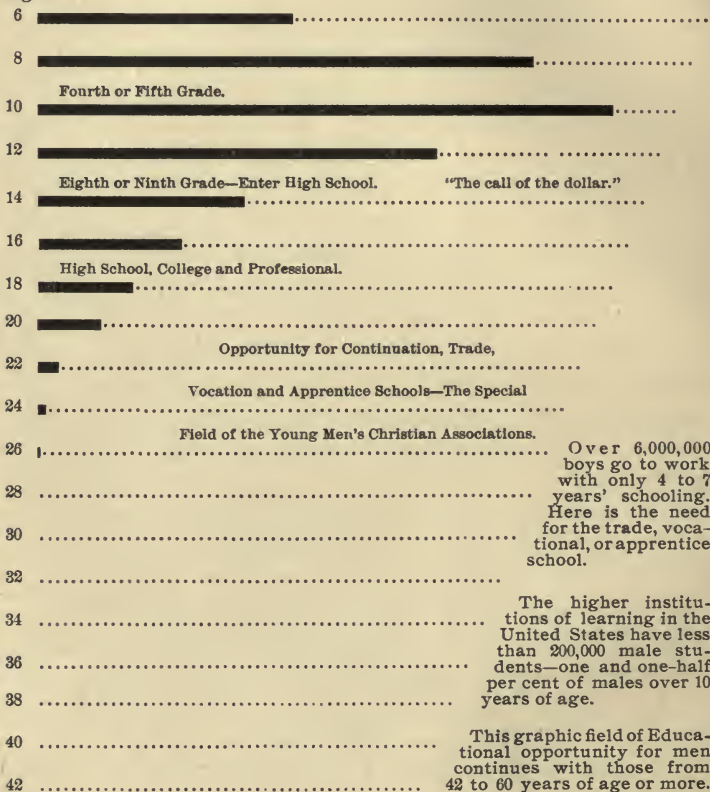 6
8
Fourth or Fifth Grade.
10
12
Eighth or Ninth Grade—Enter High School. "The call of the dollar."
14
16
High School, College and Professional.
18
20
Opportunity for Continuation, Trade,
22
Vocation and Apprentice Schools—The Special
24
Field of the Young Men's Christian Associations.
26
Over 6,000,000
boys go to work
with only 4 to 7
years' schooling.
Here is the need
for the trade, voca-
tional, or apprentice
school.
28
30
32
The higher institu-
tions of learning in the
United States have less
than 200,000 male stu-
dents—one and one-half
per cent of males over 10
years of age.
34
36
38
This graphic field of Educa-
tional opportunity for men
continues with those from
42 to 60 years of age or more.
40
42